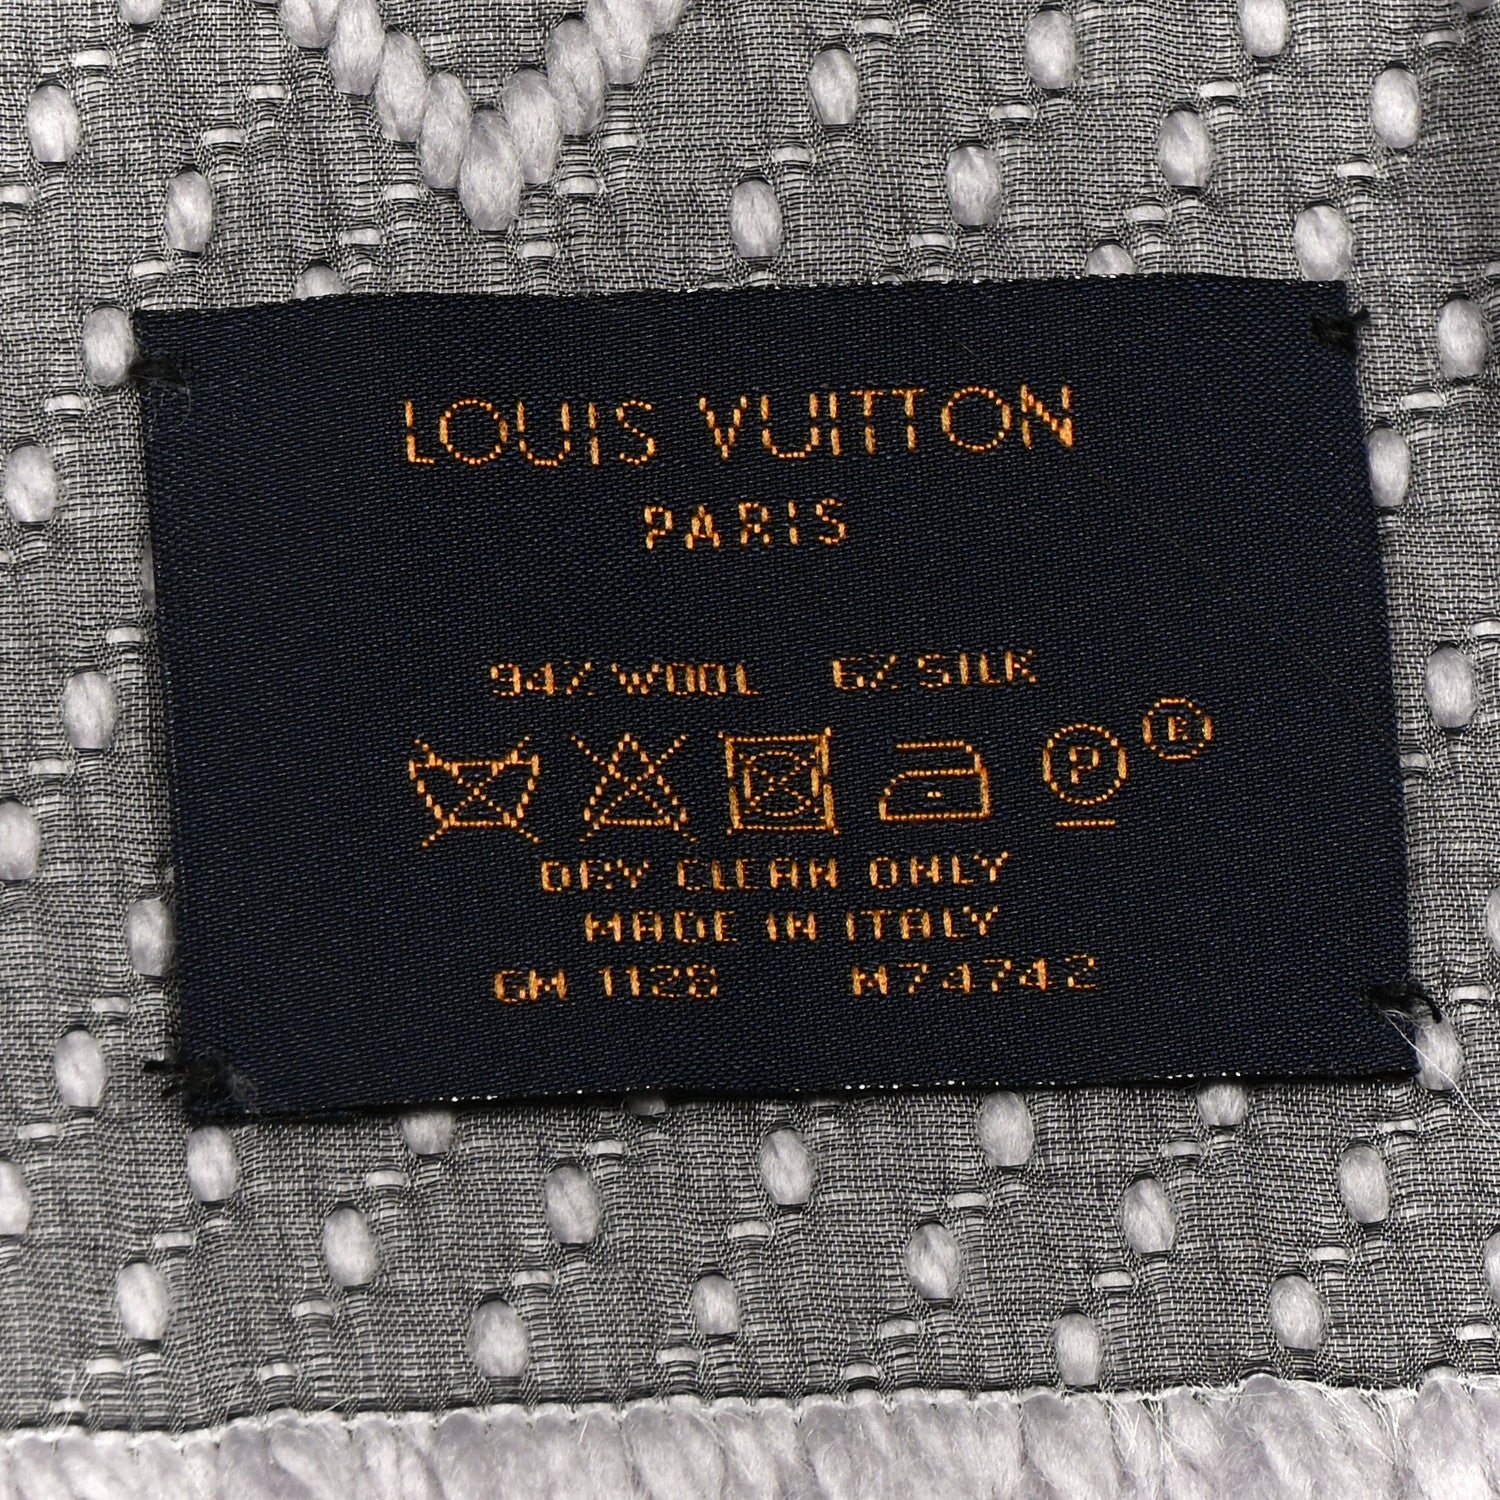 LOUIS VUITTON
PARIS
94% WOOL 6% SILK
P ®
DRY CLEAN ONLY
MADE IN ITALY
GM 1128 M74742